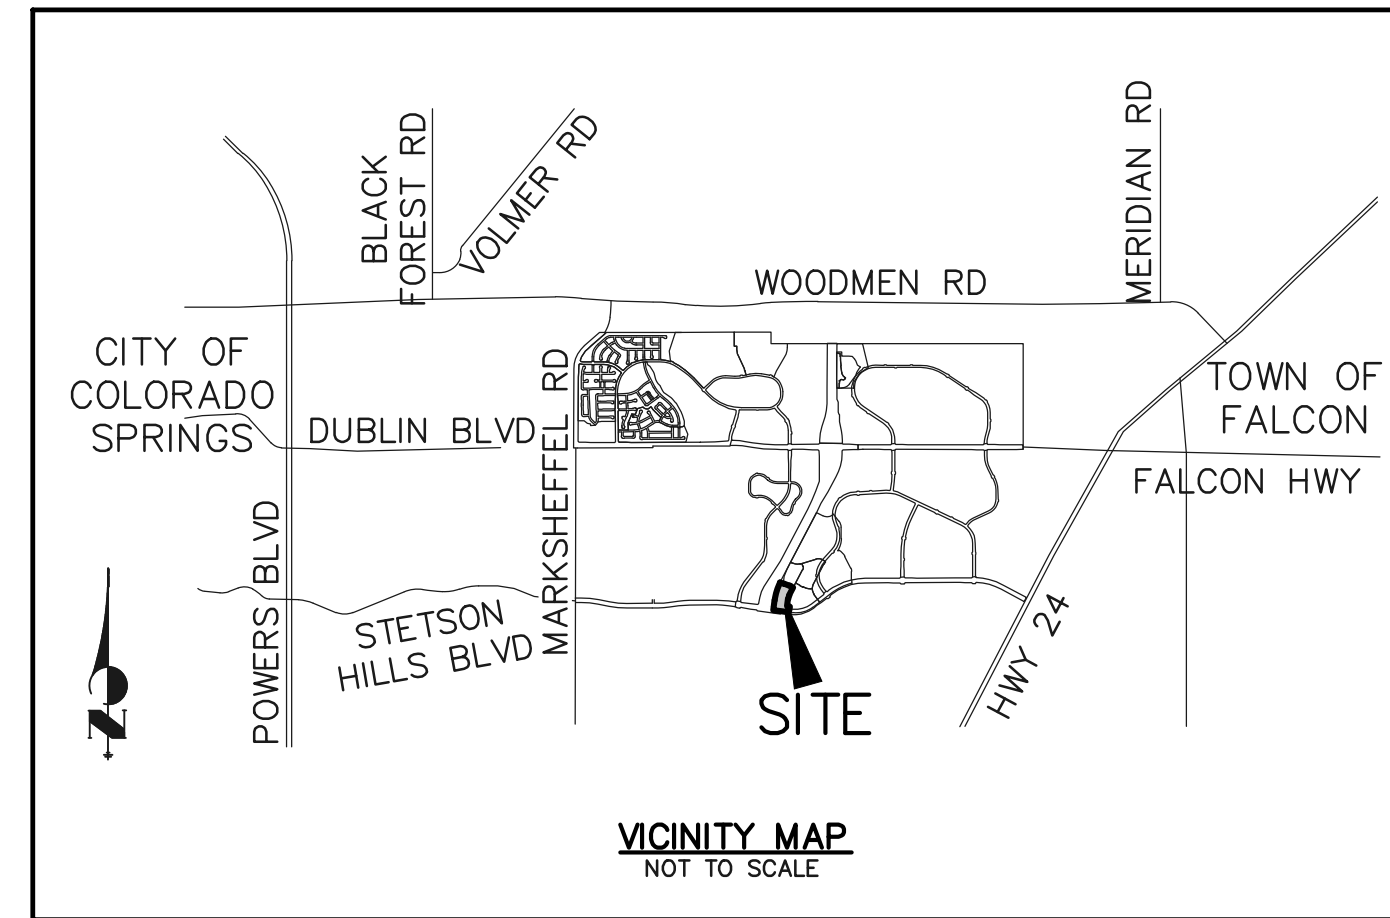 BLACK
FOREST RD
VOLMER RD
MERIDIAN RD
WOODMEN RD
CITY OF
COLORADO
SPRINGS
DUBLIN BLVD
MARKSHEFFEL RD
TOWN OF
FALCON
FALCON HWY
POWERS BLVD
STETSON
HILLS BLVD
HWY 24
N
SITE
VICINITY MAP
NOT TO SCALE